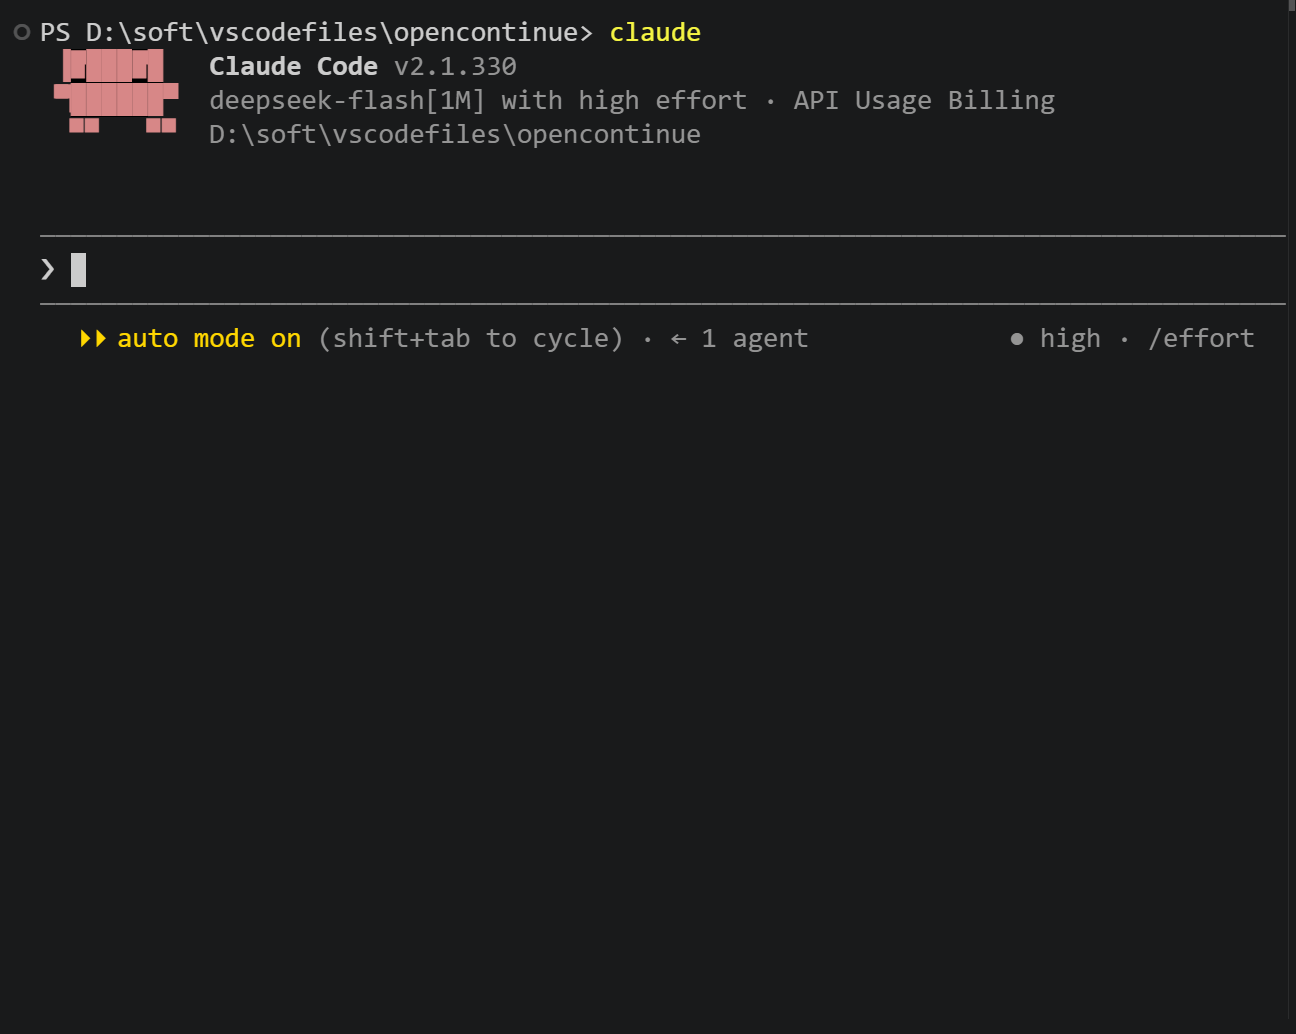 PS D:\soft\vscodefiles\opencontinue> claude
Claude Code v2.1.330
deepseek-flash[1M] with high effort · API Usage Billing
D:\soft\vscodefiles\opencontinue
❯
⏵⏵ auto mode on (shift+tab to cycle) · ← 1 agent ● high · /effort